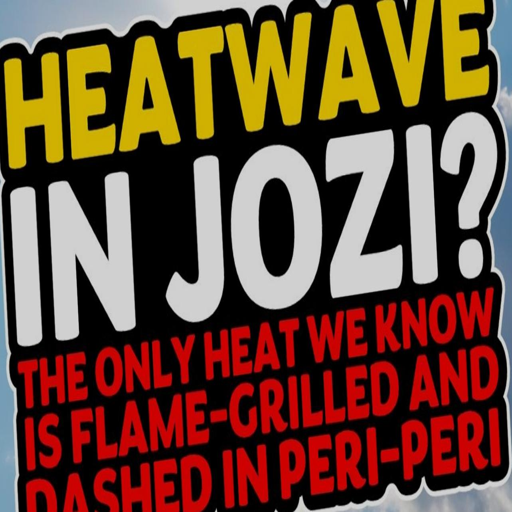 HEATWAVE
IN JOZI?
THE ONLY HEAT WE KNOW
IS FLAME-GRILLED AND
DASHED IN PERI-PERI